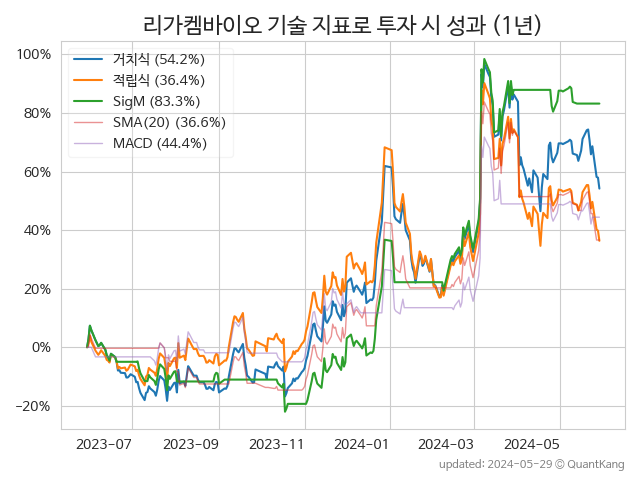 리가켐바이오 기술 지표로 투자 시 성과 (1년)
거치식 (54.2%)
적립식 (36.4%)
SigM (83.3%)
SMA(20) (36.6%)
MACD (44.4%)
100%
80%
60%
40%
20%
0%
−20%
2023-07
2023-09
2023-11
2024-01
2024-03
2024-05
updated: 2024-05-29 © QuantKang